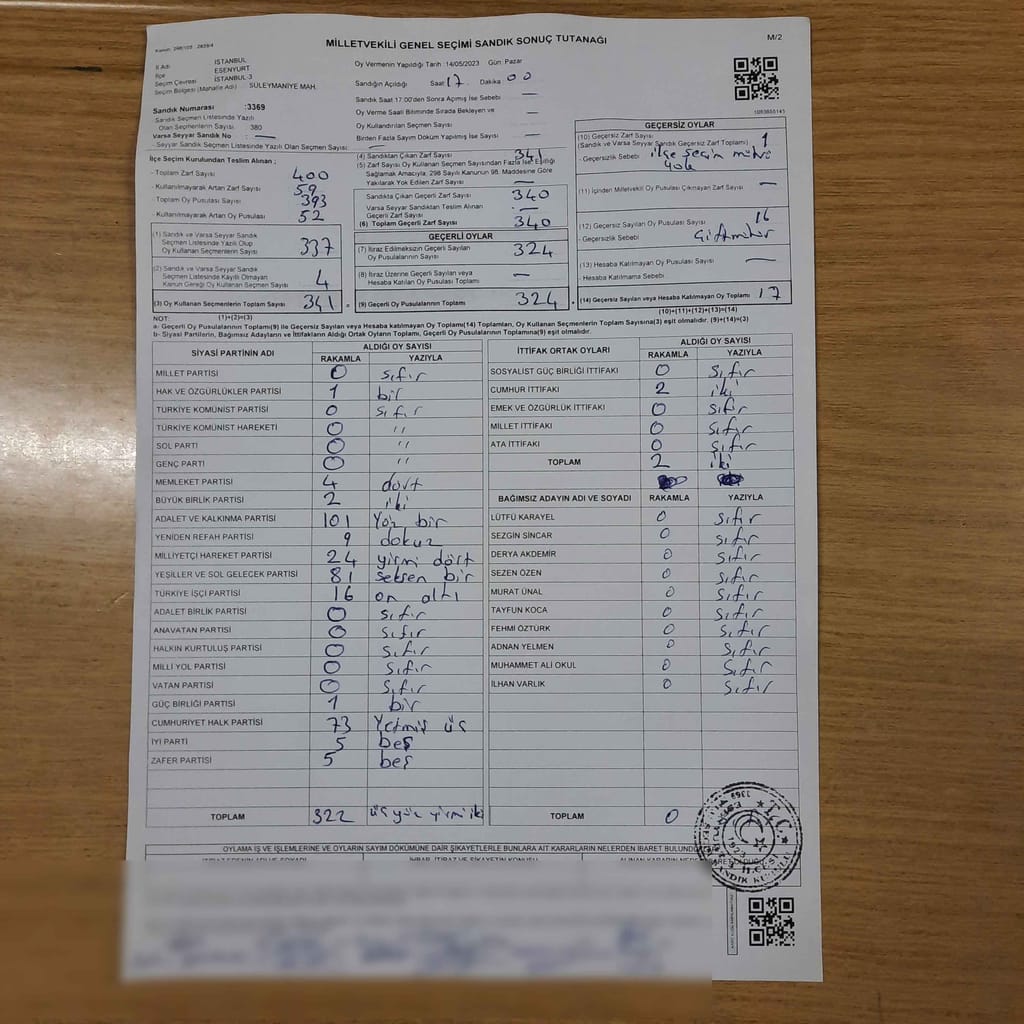 Kanun: 298/105 - 2839/4
MİLLETVEKİLİ GENEL SEÇİMİ SANDIK SONUÇ TUTANAĞI
M/2
İl Adı : İSTANBUL
İlçe ESENYURT
Seçim Çevresi İSTANBUL-3
Seçim Bölgesi (Mahalle Adı) : SÜLEYMANİYE MAH.
Oy Vermenin Yapıldığı Tarih :14/05/2023 Gün: Pazar
Sandığın Açıldığı Saat: 17. Dakika 00
Sandık Saat 17:00'den Sonra Açımış İse Sebebi —
Oy Verme Saati Bitiminde Sırada Bekleyen ve
Oy Kullandırılan Seçmen Sayısı —
Birden Fazla Sayım Döküm Yapılmış İse Sayısı —
Sandık Numarası :3369
Sandık Seçmen Listesinde Yazılı
Olan Seçmenlerin Sayısı : 380
Varsa Seyyar Sandık No : —
Seyyar Sandık Seçmen Listesinde Yazılı Olan Seçmen Sayısı: —
İlçe Seçim Kurulundan Teslim Alınan ;
- Toplam Zarf Sayısı 400
- Kullanılmayarak Artan Zarf Sayısı 59
Toplam Oy Pusulası 393
- Kullanılmayarak Artan Oy Pusulası 52
(1) Sandık ve Varsa Seyyar Sandık
Seçmen Listesinde Yazılı Olup
Oy Kullanan Seçmenlerin Sayısı 337
(2) Sandık ve Varsa Seyyar Sandık
Seçmen Listesinde Kayıtlı Olmayan
Kanun Gereği Oy Kullanan Seçmen Sayısı 4
(3) Oy Kullanan Seçmenlerin Toplam Sayısı 341
(4) Sandıktan Çıkan Zarf Sayısı 341
(5) Zarf Sayısı Oy Kullanan Seçmen Sayısından Fazla İse, Eşitliği
Sağlamak Amacıyla, 298 Sayılı Kanunun 98. Maddesine Göre
Yakılarak Yok Edilen Zarf Sayısı —
Sandıkta Çıkan Geçerli Zarf Sayısı 340
Varsa Seyyar Sandıktan Teslim Alınan
Geçerli Zarf Sayısı —
(6) Toplam Geçerli Zarf Sayısı 340
GEÇERLİ OYLAR
(7) İtiraz Edilmeksizin Geçerli Sayılan
Oy Pusulalarının Sayısı 324
(8) İtiraz Üzerine Geçerli Sayılan veya
Hesaba Katılan Oy Pusulası Sayısı —
= (9) Geçerli Oy Pusulalarının Toplamı 324
GEÇERSİZ OYLAR
(10) Geçersiz Zarf Sayısı 1
(Sandık ve Varsa Seyyar Sandık Geçersiz Zarf Toplamı)
- Geçersizlik Sebebi : ilçe seçim mührü
yok
(11) İçinden Milletvekili Oy Pusulası Çıkmayan Zarf Sayısı —
(12) Geçersiz Sayılan Oy Pusulası Sayısı 16
- Geçersizlik Sebebi
(13) Hesaba Katılmayan Oy Pusulası Sayısı —
- Hesaba Katılmama Sebebi
(14) Geçersiz Sayılan veya Hesaba Katılmayan Oy Toplamı 17
(10)+(11)+(12)+(13)=(14)
NOT: (1)+(2)=(3)
a- Geçerli Oy Pusulalarının Toplamı(9) ile Geçersiz Sayılan veya Hesaba katılmayan Oy Toplamı(14) Toplamları, Oy Kullanan Seçmenlerin Toplam Sayısına(3) eşit olmalıdır. (9)+(14)=(3)
b- Siyasi Partilerin, Bağımsız Adayların ve İttifakların Aldığı Ortak Oyların Toplamı, Geçerli Oy Pusulalarının Toplamına(9) eşit olmalıdır.
SİYASİ PARTİNİN ADI ALDIĞI OY SAYISI
RAKAMLA YAZIYLA
MİLLET PARTİSİ 0 sıfır
HAK VE ÖZGÜRLÜKLER PARTİSİ 1 bir
TÜRKİYE KOMÜNİST PARTİSİ 0 sıfır
TÜRKİYE KOMÜNİST HAREKETİ 0 ''
SOL PARTİ 0 ''
GENÇ PARTİ 0 ''
MEMLEKET PARTİSİ 4 dört
BÜYÜK BİRLİK PARTİSİ 2 iki
ADALET VE KALKINMA PARTİSİ 101 Yüz bir
YENİDEN REFAH PARTİSİ 9 dokuz
MİLLİYETÇİ HAREKET PARTİSİ 24 yirmi dört
YEŞİLLER VE SOL GELECEK PARTİSİ 81 seksen bir
TÜRKİYE İŞÇİ PARTİSİ 16 on altı
ADALET BİRLİK PARTİSİ 0 sıfır
ANAVATAN PARTİSİ 0 sıfır
HALKIN KURTULUŞ PARTİSİ 0 sıfır
MİLLİ YOL PARTİSİ 0 sıfır
VATAN PARTİSİ 0 sıfır
GÜÇ BİRLİĞİ PARTİSİ 1 bir
CUMHURİYET HALK PARTİSİ 73 Yetmiş üç
İYİ PARTİ 5 beş
ZAFER PARTİSİ 5 beş
TOPLAM 322 üç yüz yirmi iki
İTTİFAK ORTAK OYLARI ALDIĞI OY SAYISI
RAKAMLA YAZIYLA
SOSYALİST GÜÇ BİRLİĞİ İTTİFAKI 0 sıfır
CUMHUR İTTİFAKI 2 iki
EMEK VE ÖZGÜRLÜK İTTİFAKI 0 sıfır
MİLLET İTTİFAKI 0 sıfır
ATA İTTİFAKI 0 sıfır
TOPLAM 2 iki
BAĞIMSIZ ADAYIN ADI VE SOYADI RAKAMLA YAZIYLA
LÜTFÜ KARAYEL 0 sıfır
SEZGİN SİNCAR 0 sıfır
DERYA AKDEMİR 0 sıfır
SEZEN ÖZEN 0 sıfır
MURAT ÜNAL 0 sıfır
TAYFUN KOCA 0 sıfır
FEHMİ ÖZTÜRK 0 sıfır
ADNAN YELMEN 0 sıfır
MUHAMMET ALİ OKUL 0 sıfır
İLHAN VARLIK 0 sıfır
TOPLAM 0
OYLAMA İŞ VE İŞLEMLERİNE VE OYLARIN SAYIM DÖKÜMÜNE DAİR ŞİKAYETLERLE BUNLARA AİT KARARLARIN NELERDEN İBARET BULUNDUĞU
T.C.
1923